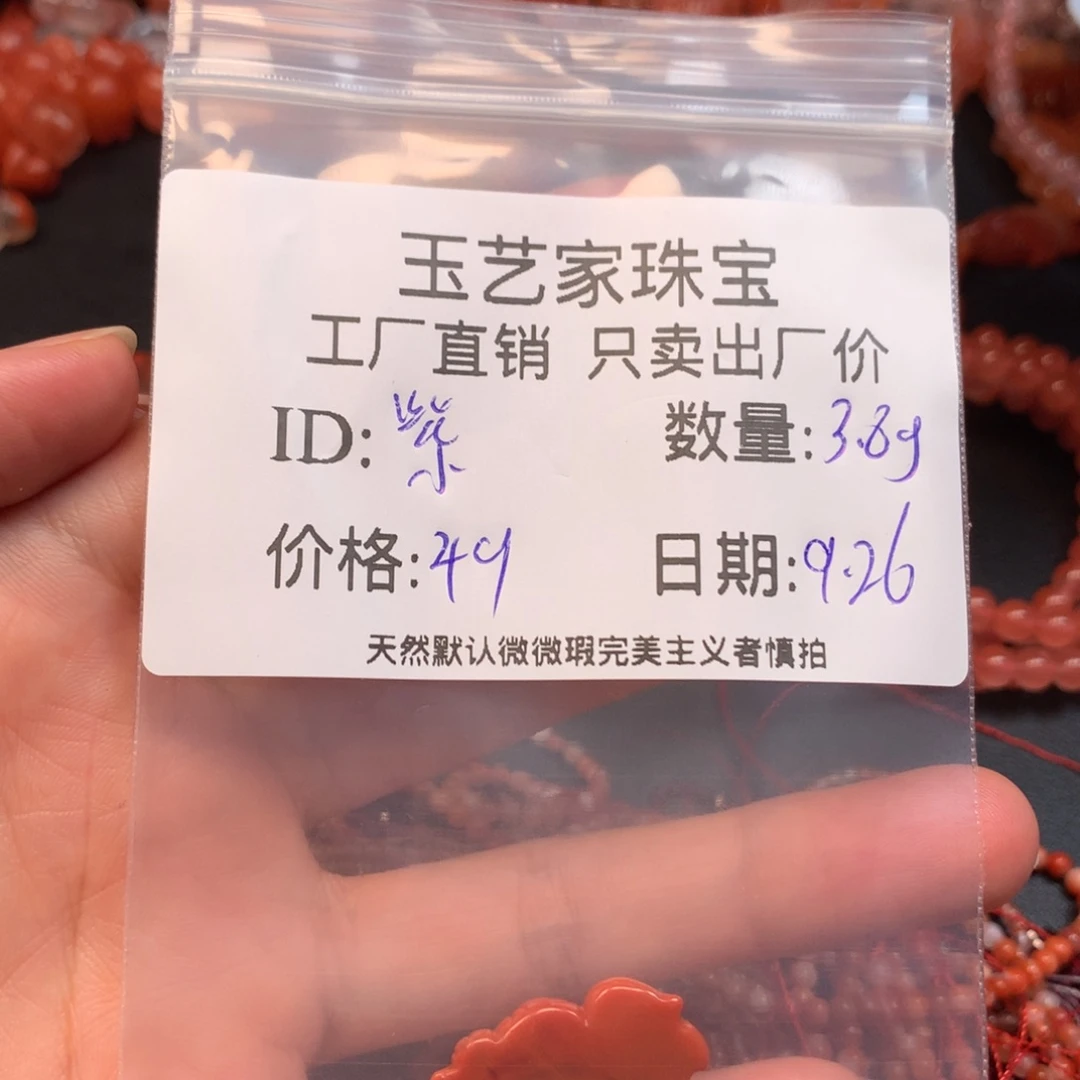 玉艺家珠宝
工厂直销 只卖出厂价
ID:紫 数量:3.8g
价格:49 日期:9.26
天然默认微微瑕完美主义者慎拍